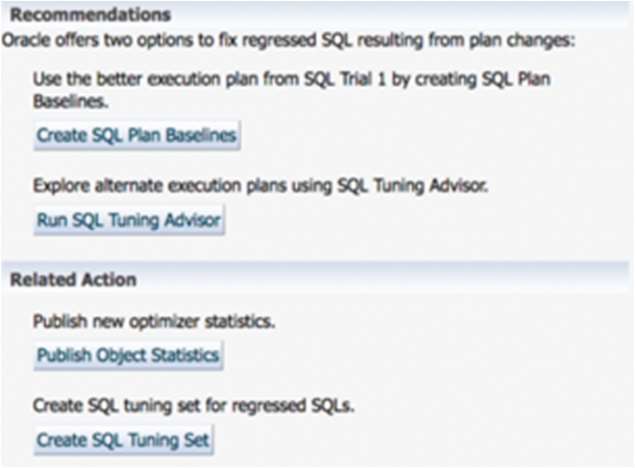 Recommendations
Oracle offers two options to fix regressed SQL resulting from plan changes:
Use the better execution plan from SQL Trial 1 by creating SQL Plan
Baselines.
Create SQL Plan Baselines
Explore alternate execution plans using SQL Tuning Advisor.
Run SQL Tuning Advisor
Related Action
Publish new optimizer statistics.
Publish Object Statistics
Create SQL tuning set for regressed SQLs.
Create SQL Tuning Set